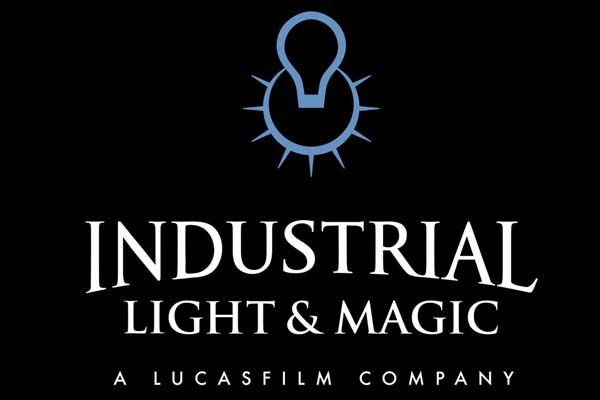 INDUSTRIAL
LIGHT & MAGIC
A LUCASFILM COMPANY